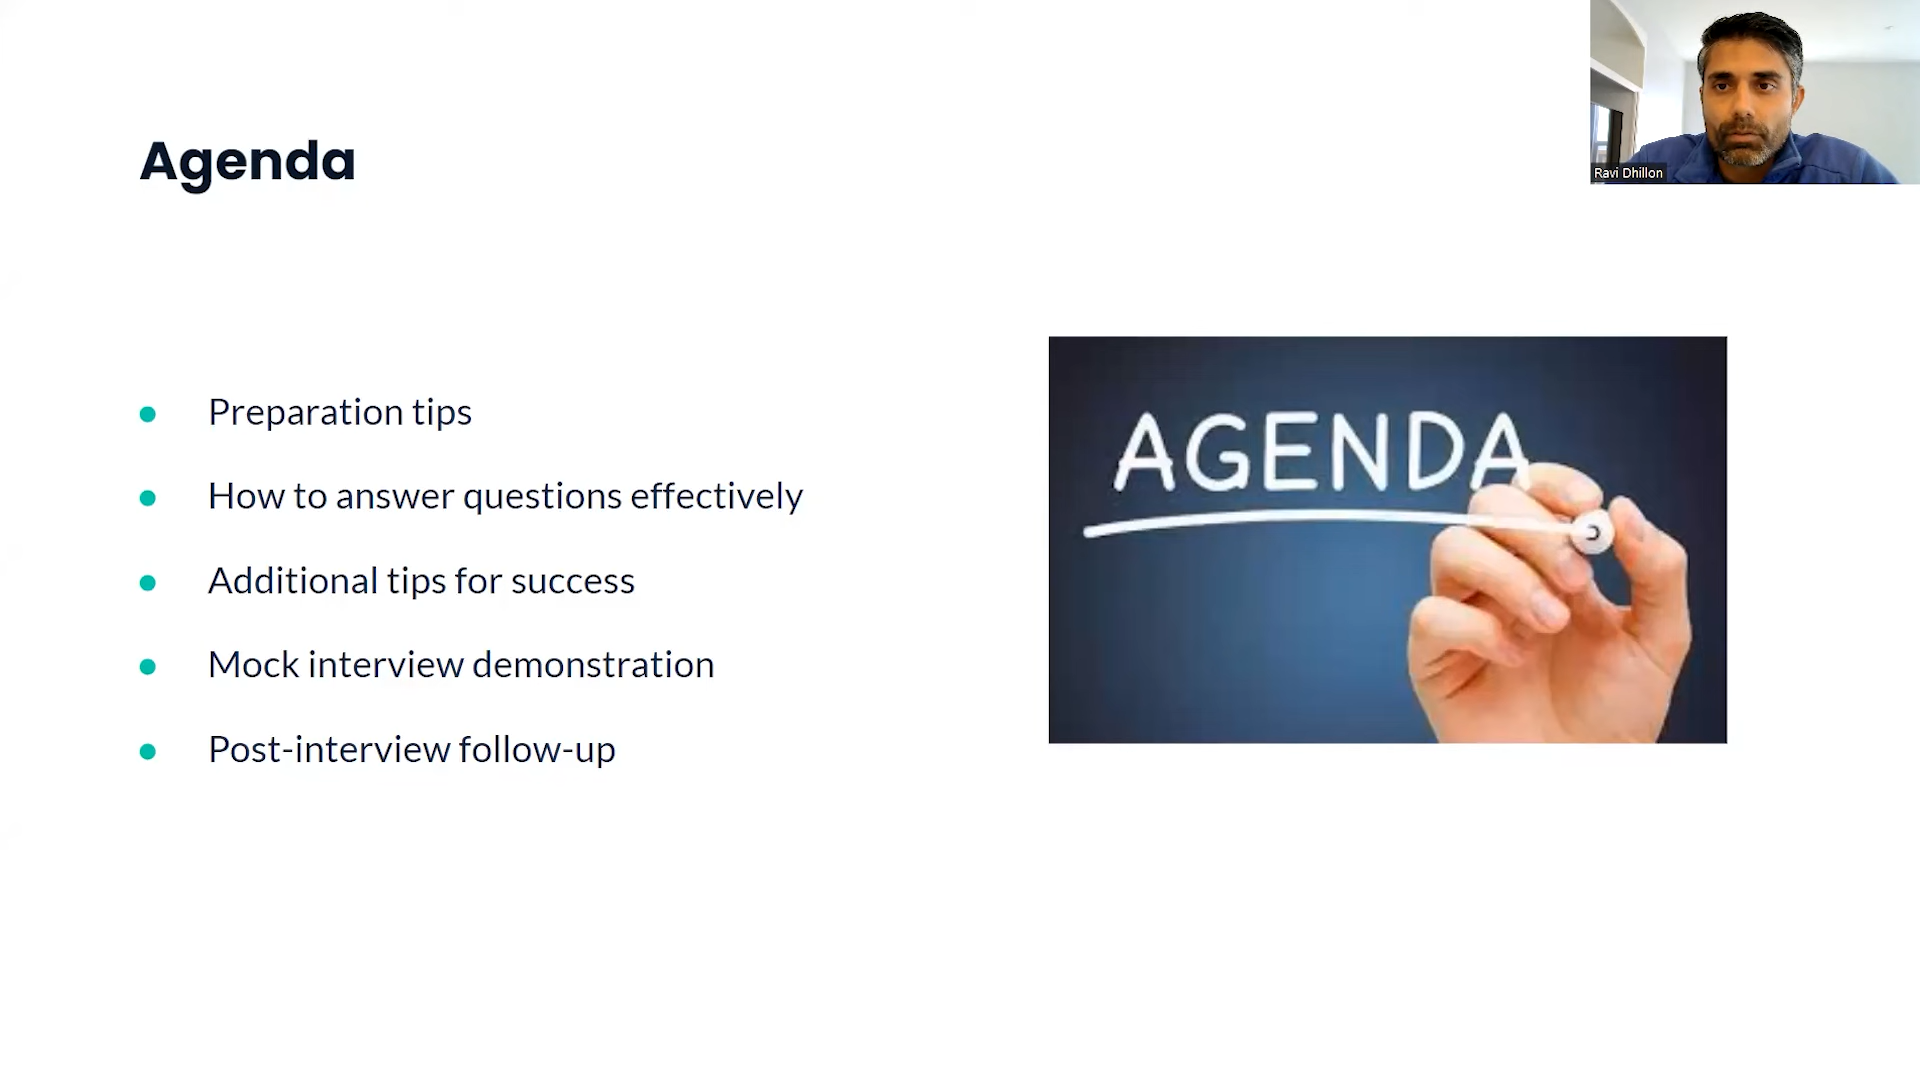 Agenda
Ravi Dhillon
Preparation tips
How to answer questions effectively
Additional tips for success
Mock interview demonstration
Post-interview follow-up
AGENDA